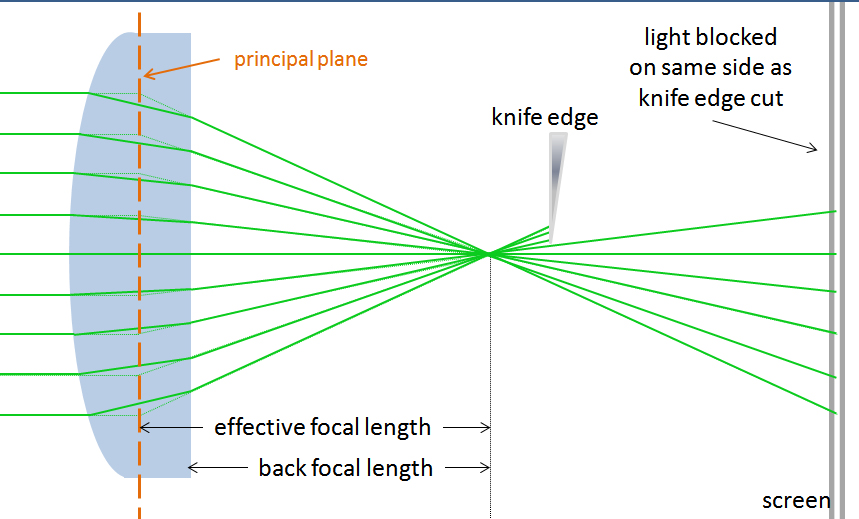 principal plane
light blocked
on same side as
knife edge cut
knife edge
effective focal length
back focal length
screen